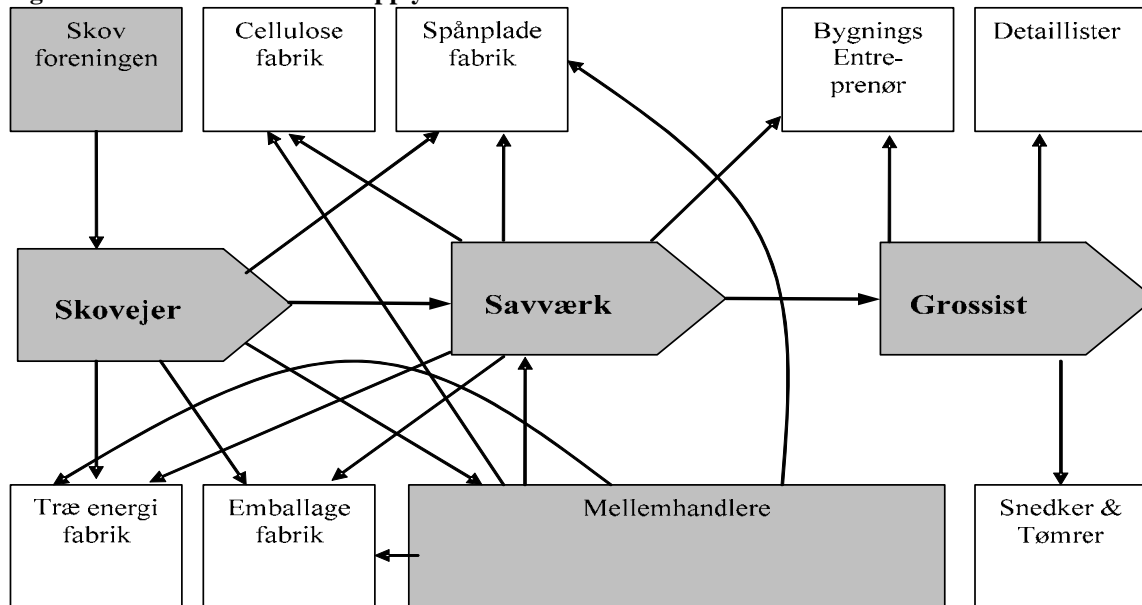 Skov
foreningen
Cellulose
fabrik
Spånplade
fabrik
Bygnings
Entre-
prenør
Detaillister
Skovejer
Savværk
Grossist
Træ energi
fabrik
Emballage
fabrik
Mellemhandlere
Snedker &
Tømrer